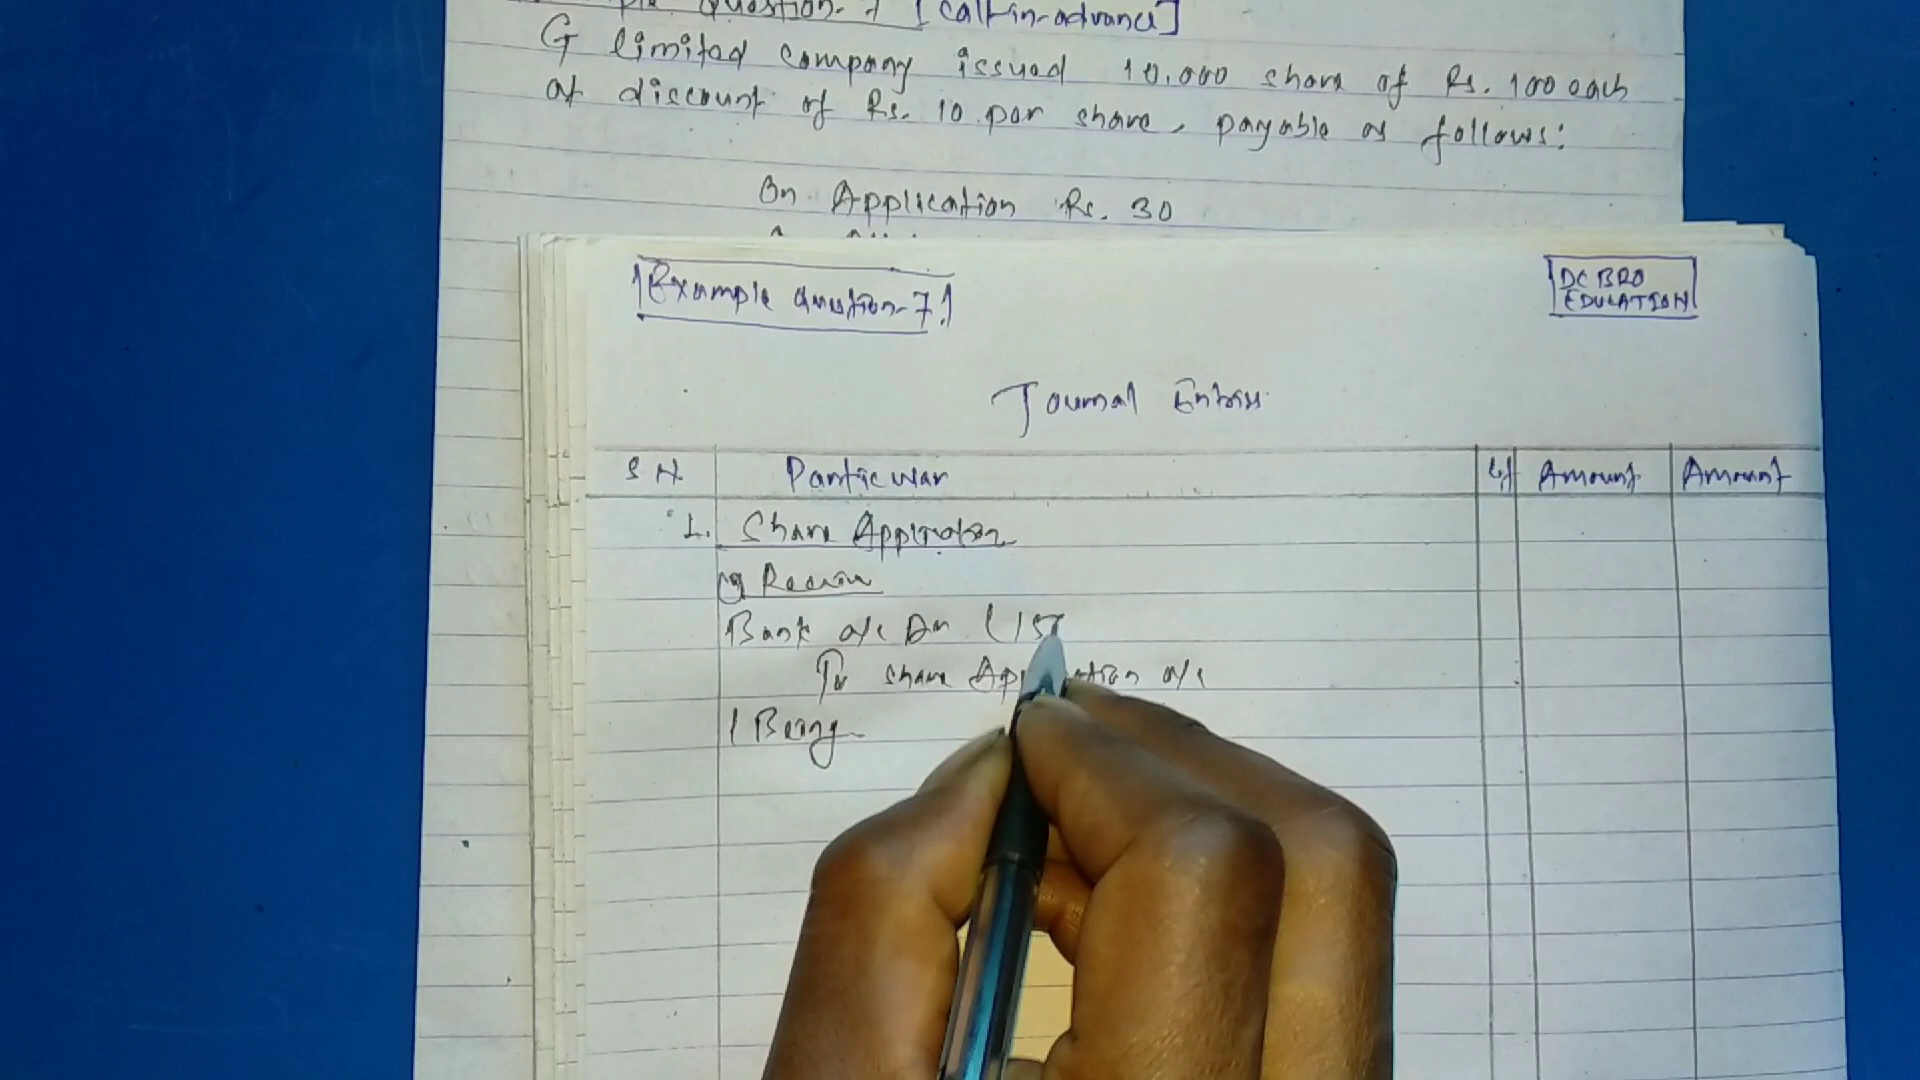 Question-7 [Call-in-advance]
G limited company issued 10,000 share of Rs. 100 each
at discount of Rs. 10 per share, payable as follows:
On Application Rs. 30
Example Question-7
DC BRO
EDUCATION
Journal Entries
S N. Particular L.f Amount Amount
1. Share Application
Receive
Bank a/c Dr (15
To share Application a/c
(Being